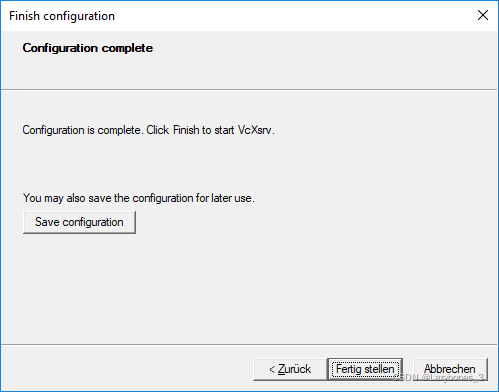 Finish configuration
Configuration complete
Configuration is complete. Click Finish to start VcXsrv.
You may also save the configuration for later use.
Save configuration
< Zurück Fertig stellen Abbrechen
CSDN @Lazybones_3